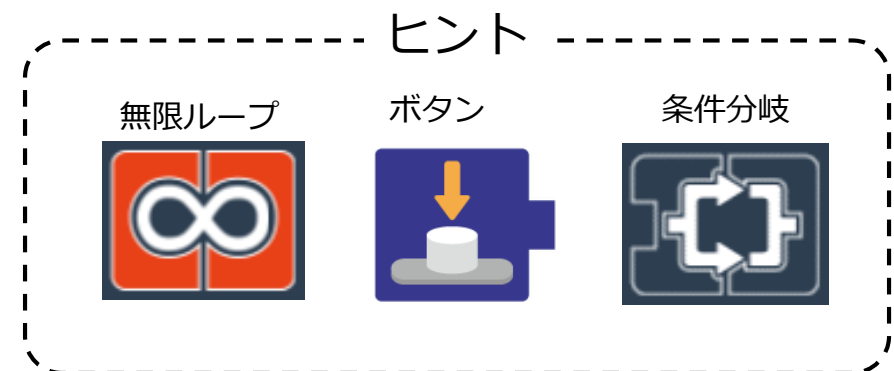 ヒント
無限ループ
ボタン
条件分岐